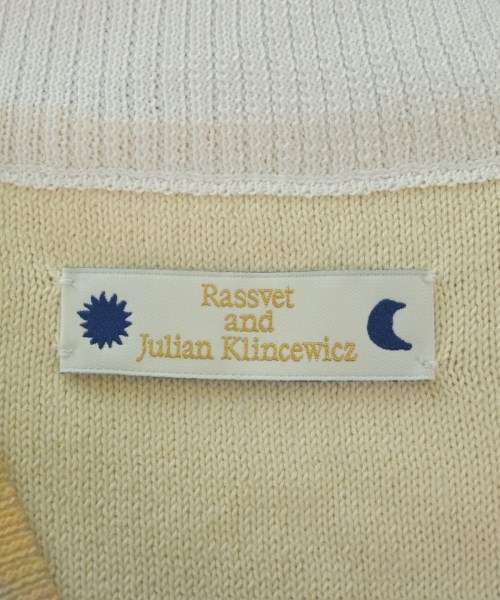 Rassvet
and
Julian Klincewicz